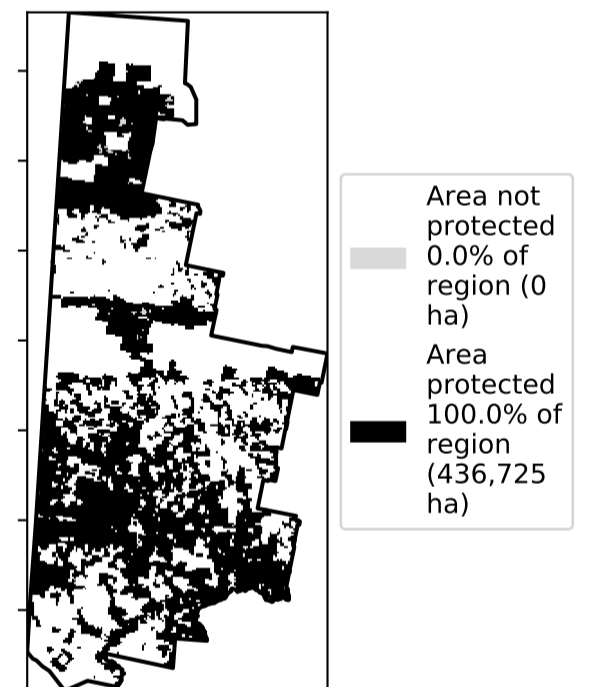 Area not
protected
0.0% of
region (0
ha)
Area
protected
100.0% of
region
(436,725
ha)